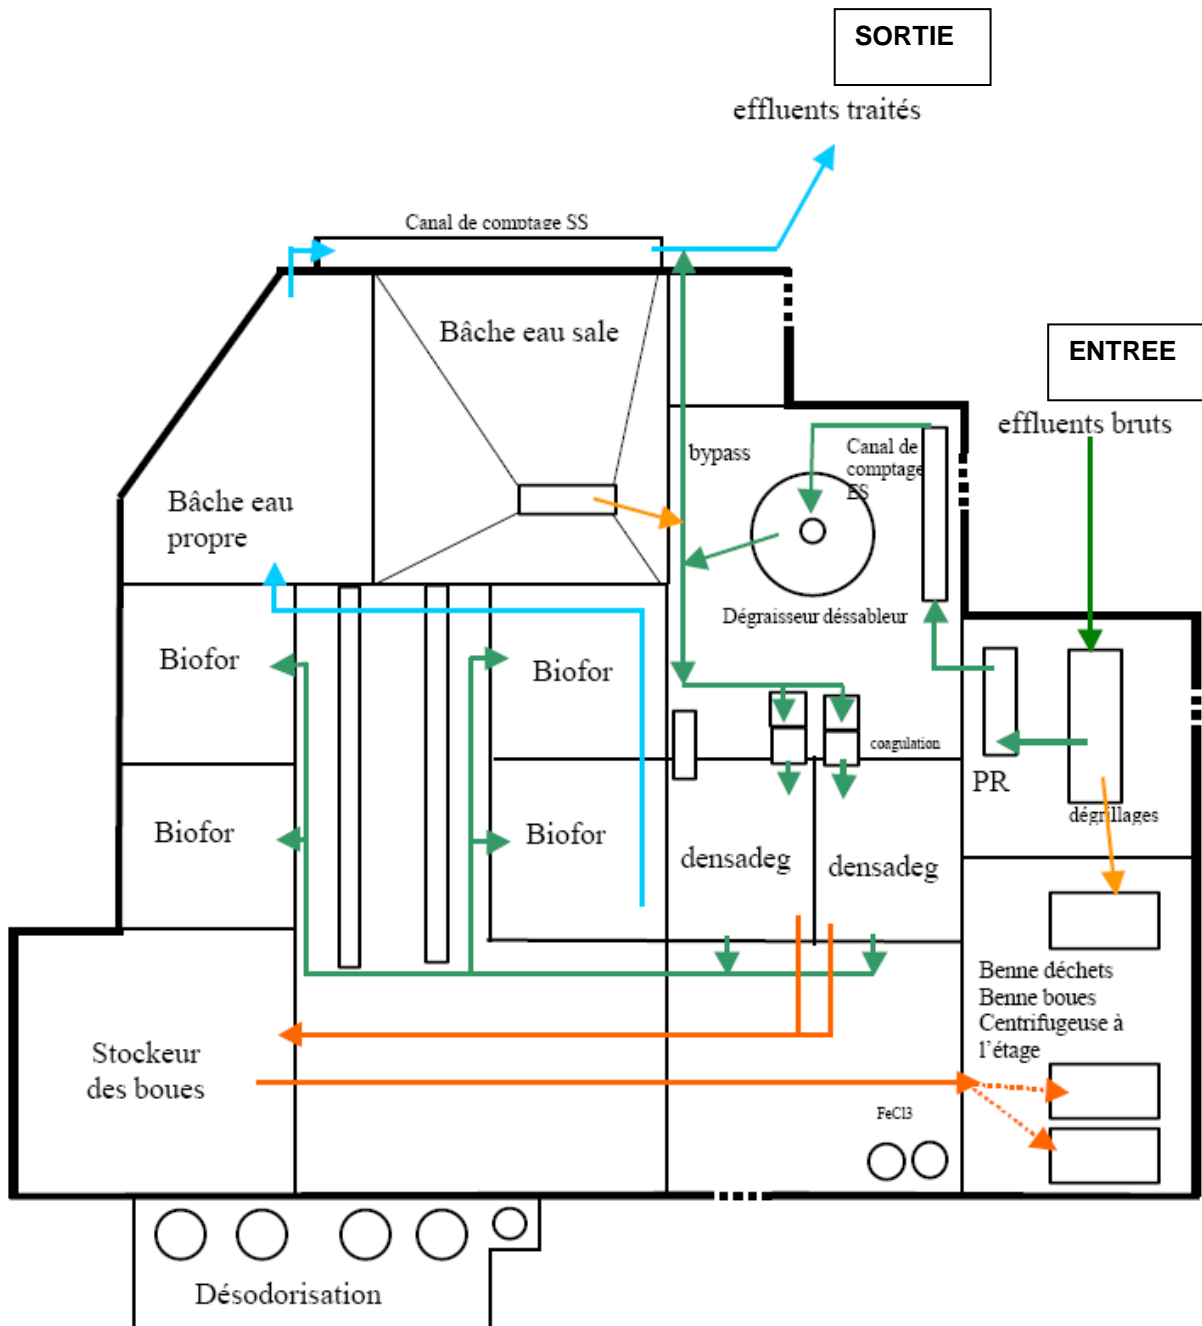 SORTIE
effluents traités
Canal de comptage SS
Bâche eau sale
ENTREE
effluents bruts
bypass
Canal de
comptage
ES
Bâche eau
propre
Dégraisseur déssableur
Biofor
Biofor
coagulation
PR
dégrillages
Biofor
Biofor
densadeg
densadeg
Benne déchets
Benne boues
Centrifugeuse à
l'étage
Stockeur
des boues
FeCl3
Désodorisation